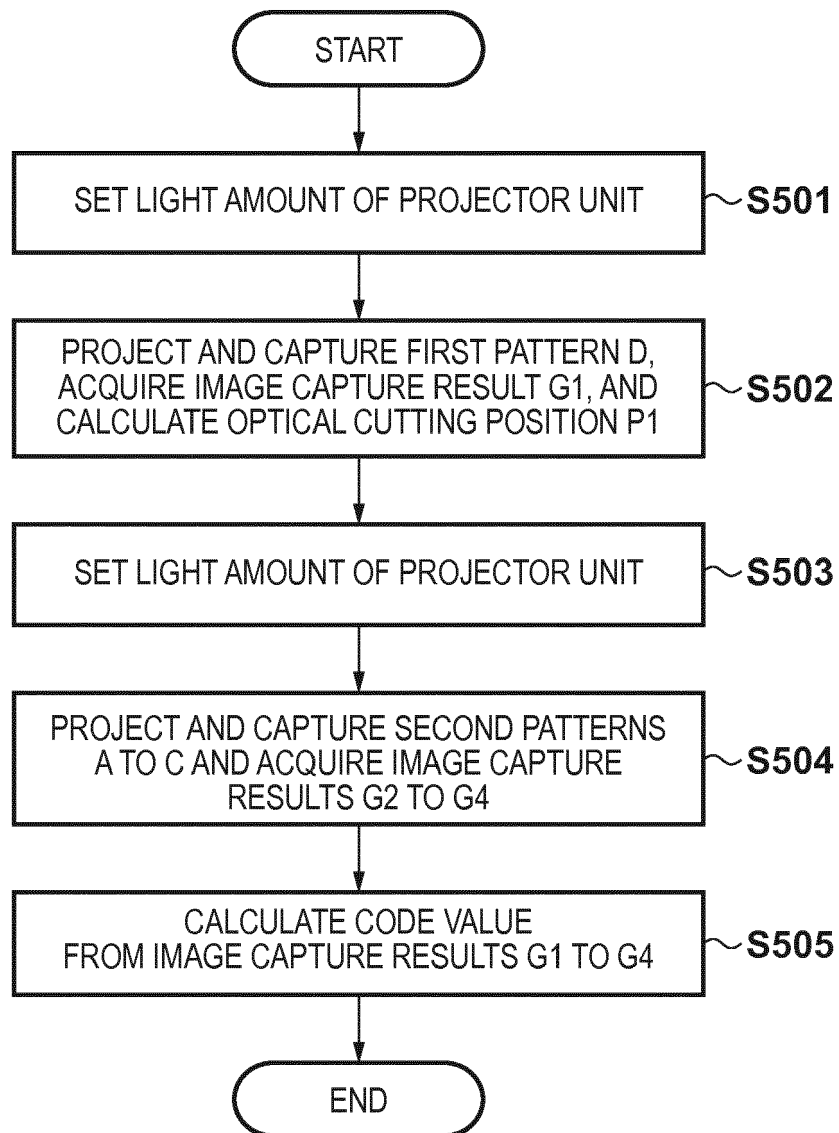 START
SET LIGHT AMOUNT OF PROJECTOR UNIT
S501
PROJECT AND CAPTURE FIRST PATTERN D,
ACQUIRE IMAGE CAPTURE RESULT G1, AND
CALCULATE OPTICAL CUTTING POSITION P1
S502
SET LIGHT AMOUNT OF PROJECTOR UNIT
S503
PROJECT AND CAPTURE SECOND PATTERNS
A TO C AND ACQUIRE IMAGE CAPTURE
RESULTS G2 TO G4
S504
CALCULATE CODE VALUE
FROM IMAGE CAPTURE RESULTS G1 TO G4
S505
END